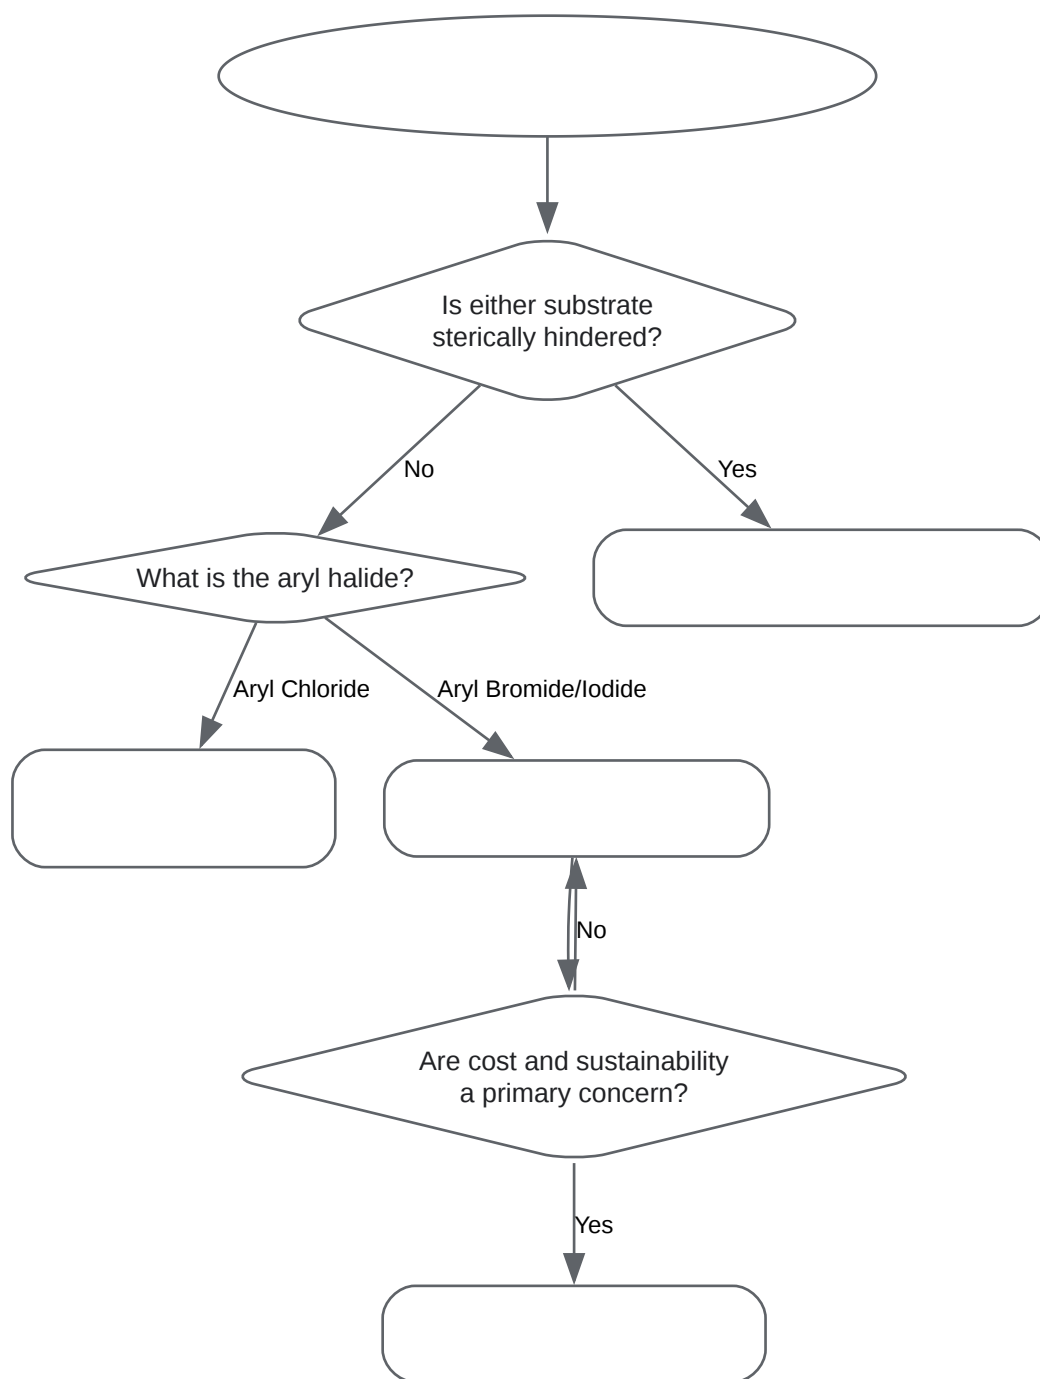 Is either substrate
sterically hindered?
No
Yes
What is the aryl halide?
Aryl Chloride
Aryl Bromide/Iodide
No
Are cost and sustainability
a primary concern?
Yes